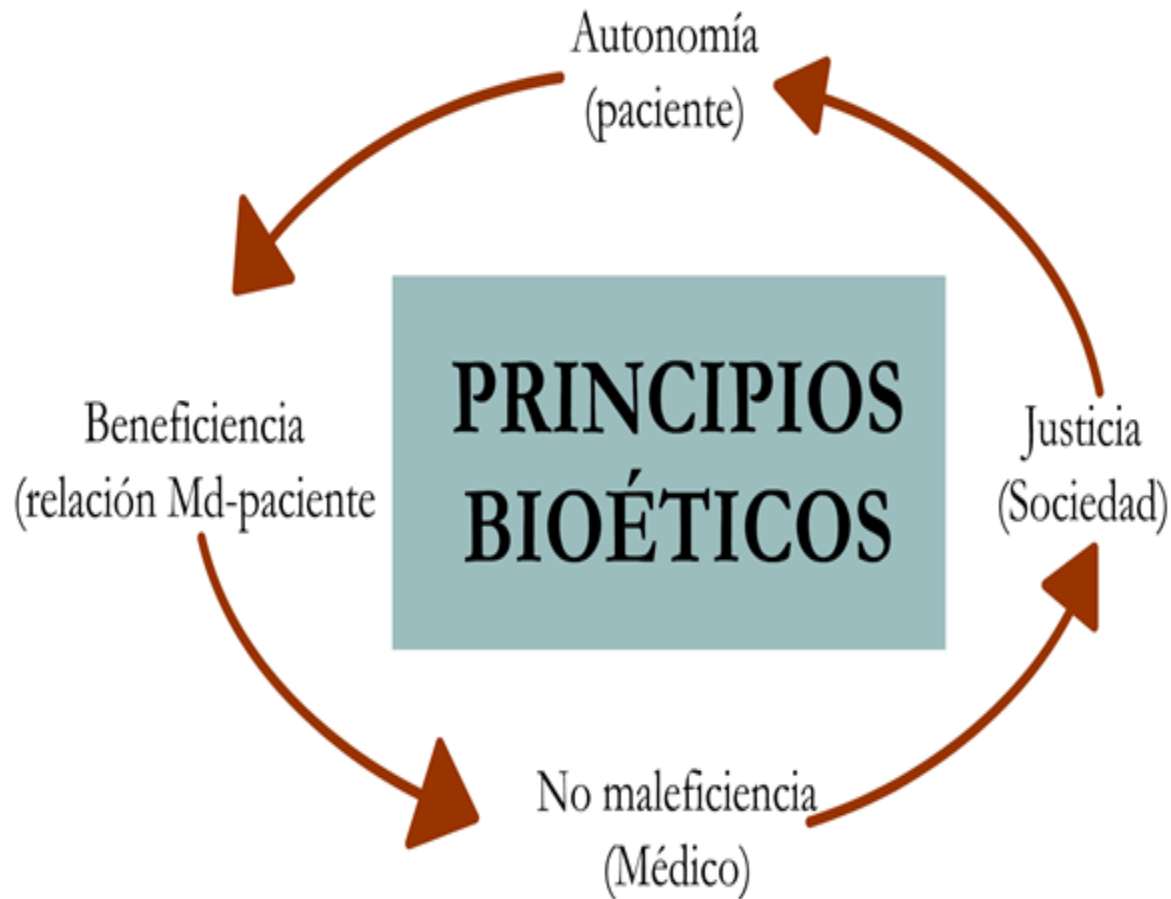 Autonomía
(paciente)
PRINCIPIOS
BIOÉTICOS
Beneficiencia
(relación Md-paciente
Justicia
(Sociedad)
No maleficiencia
(Médico)